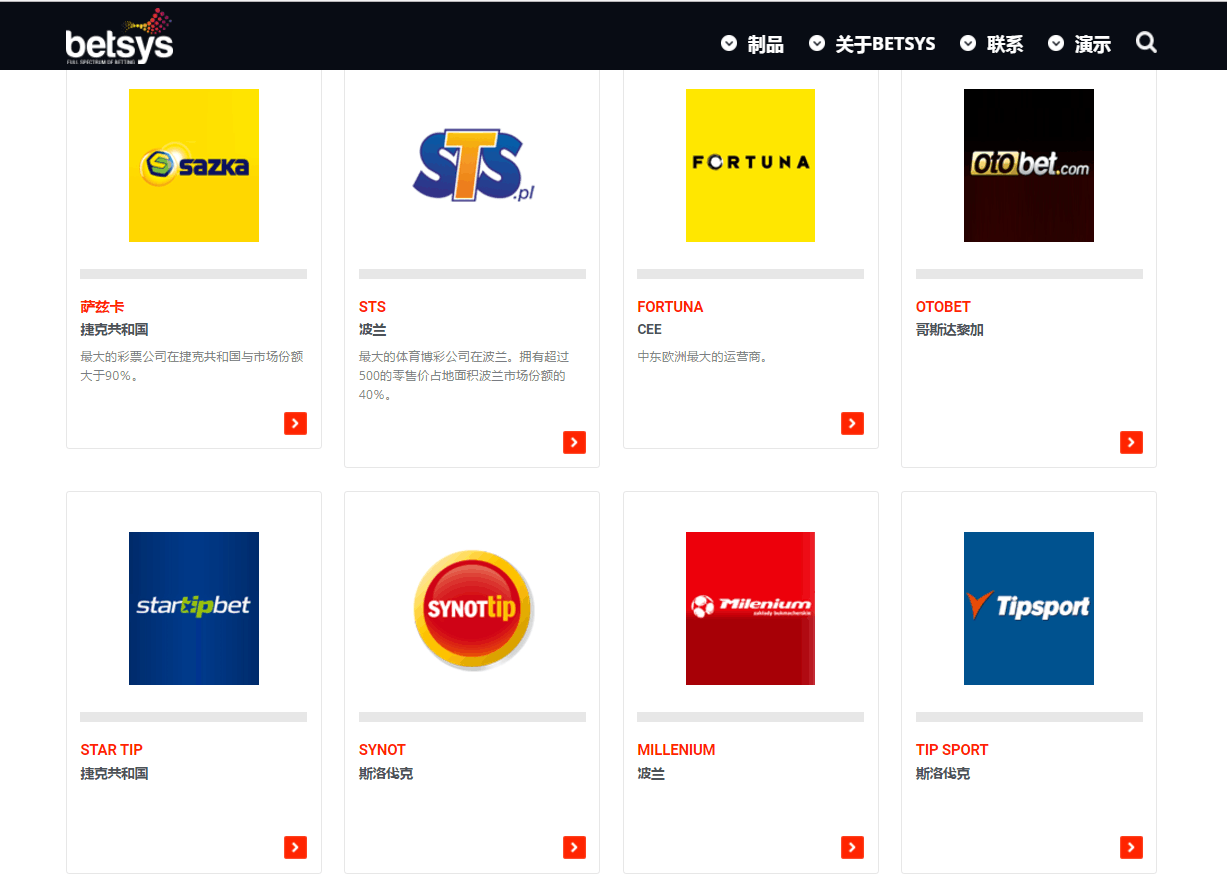 betsys
FULL SPECTRUM OF BETTING
制品
关于BETSYS
联系
演示
sazka
STS.pl
FORTUNA
OtObet.com
萨兹卡
捷克共和国
最大的彩票公司在捷克共和国与市场份额
大于90%。
STS
波兰
最大的体育博彩公司在波兰。拥有超过
500的零售价占地面积波兰市场份额的
40%。
FORTUNA
CEE
中东欧洲最大的运营商。
OTOBET
哥斯达黎加
startipbet
SYNOTtip
Milenium
zakłady bukmacherskie
Tipsport
STAR TIP
捷克共和国
SYNOT
斯洛伐克
MILLENIUM
波兰
TIP SPORT
斯洛伐克